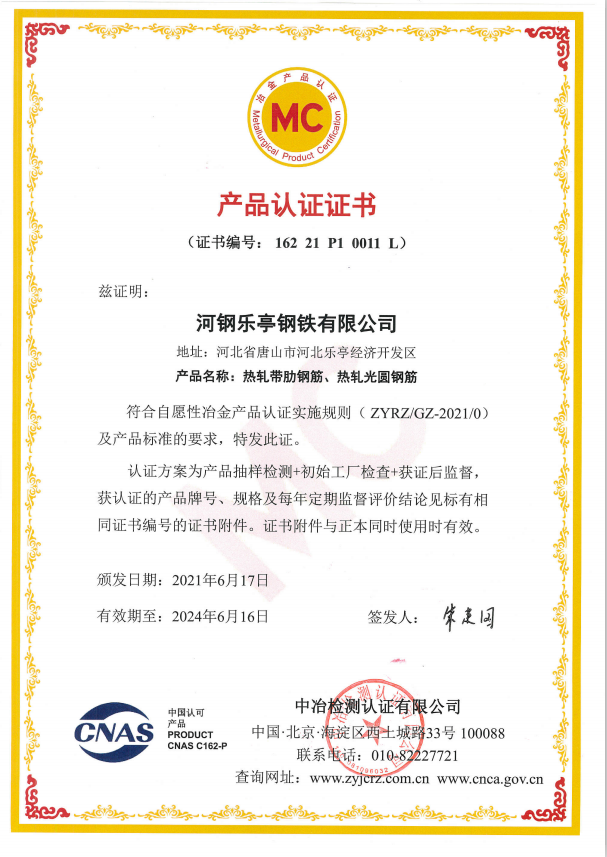 冶金产品认证
MC
Metallurgical Product Certification
产品认证证书
（证书编号： 162 21 P1 0011 L）
兹证明：
河钢乐亭钢铁有限公司
地址：河北省唐山市河北乐亭经济开发区
产品名称：热轧带肋钢筋、热轧光圆钢筋
符合自愿性冶金产品认证实施规则（ ZYRZ/GZ-2021/0）
及产品标准的要求，特发此证。
认证方案为产品抽样检测+初始工厂检查+获证后监督，
获认证的产品牌号、规格及每年定期监督评价结论见标有相
同证书编号的证书附件。证书附件与正本同时使用时有效。
MC
颁发日期：2021年6月17日
有效期至：2024年6月16日
签发人：
CNAS
中国认可
产品
PRODUCT
CNAS C162-P
中冶检测认证有限公司
中国·北京·海淀区西土城路33号 100088
联系电话：010-82227721
查询网址：www.zyjcrz.com.cn www.cnca.gov.cn